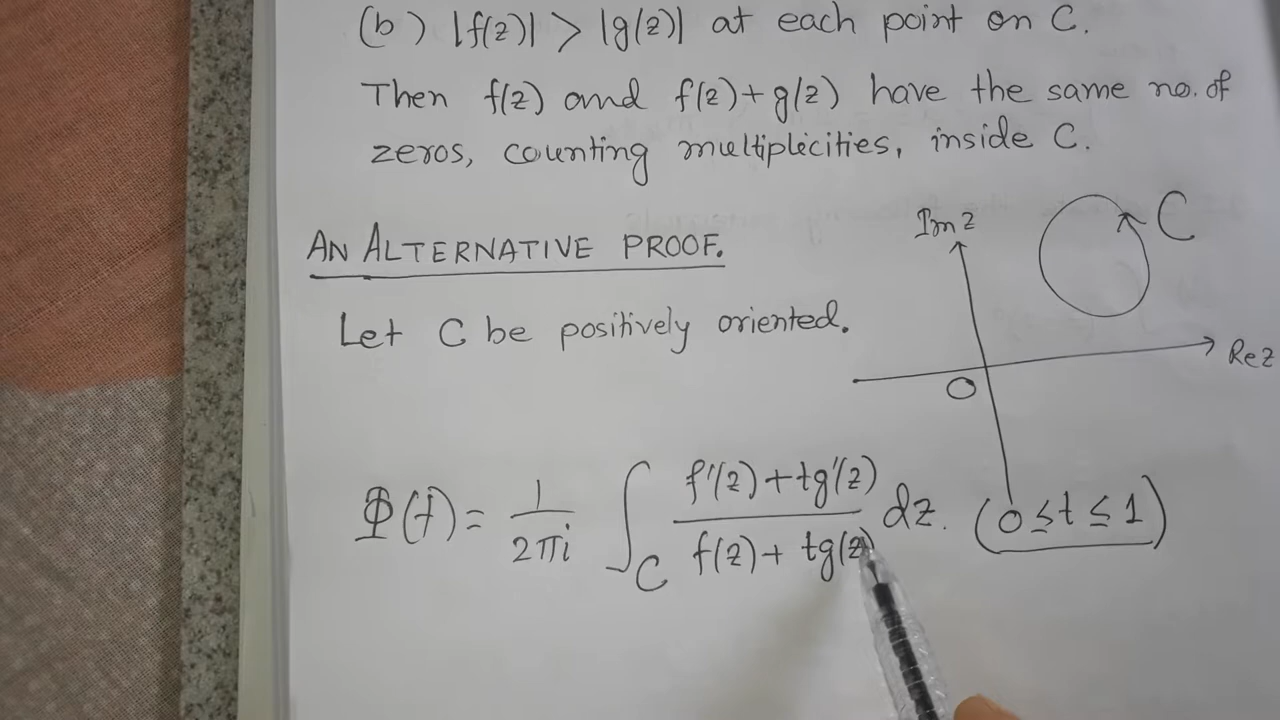 (b) |f(z)| > |g(z)| at each point on C.
Then f(z) and f(z)+g(z) have the same no. of
zeros, counting multiplicities, inside C.
AN ALTERNATIVE PROOF.
Im z
C
Let C be positively oriented.
Re z
O
Φ(t) = 1/2πi ∫_C f'(z)+tg'(z)/f(z)+tg(z) dz. (0 ≤ t ≤ 1)